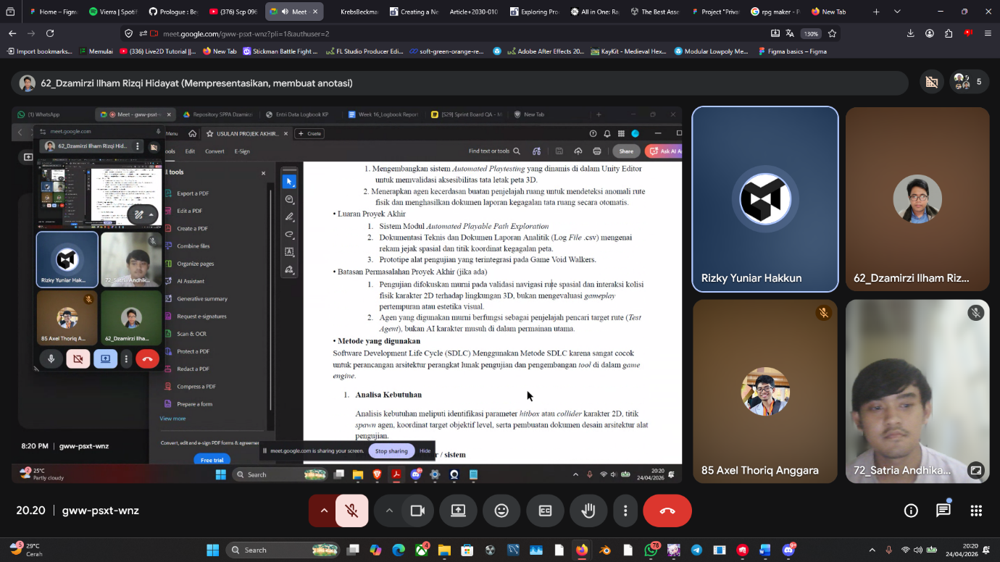 Home – Figm
Vierra | Spotif
Prologue : Be
(376) Scp 096
KrebsBeckma
Creating a Ne
Article+2030-010
Exploring Proc
All in One: Ra
The Best Asse
Project "Privat
rpg maker - P
New Tab
meet.google.com/gww-psxt-wnz?pli=1&authuser=2
130%
Import bookmarks...
Memulai
(336) Live2D Tutorial ||...
New Tab
Stickman Battle Fight ...
FL Studio Producer Edi...
soft-green-orange-re...
Adobe After Effects 20...
KayKit - Medieval Hex...
Modular Lowpoly Me...
Figma basics – Figma
62_Dzamirzi Ilham Rizqi Hidayat (Mempresentasikan, membuat anotasi)
5
(1) WhatsApp
Meet - gww-psxt-w
Repository SPPA Dzamirzi
Entri Data Logbook KP
Week 16_Logbook Report
[S29] Sprint Board QA - M
New Tab
meet.google.com
Menu
USULAN PROJEK AKHIR...
Create
62_Dzamirzi Ilham Rizqi Hid...
ools
Edit
Convert
E-Sign
Find text or tools
Share
Ask AI A
l tools
Export a PDF
Edit a PDF
Create a PDF
Combine files
Organize pages
AI Assistant
Generative summary
Request e-signatures
Scan & OCR
Protect a PDF
Redact a PDF
Compress a PDF
Prepare a form
View more
Convert, edit and e-sign PDF forms & agreeme
Free trial
Rizky Yuniar Hak...
72_Satria Andhik...
85 Axel Thoriq A...
62_Dzamirzi Ilha...
1. Mengembangkan sistem Automated Playtesting yang dinamis di dalam Unity Editor
untuk memvalidasi aksesibilitas tata letak peta 3D.
2. Menerapkan agen kecerdasan buatan penjelajah ruang untuk mendeteksi anomali rute
fisik dan menghasilkan dokumen laporan kegagalan tata ruang secara otomatis.
• Luaran Proyek Akhir
1. Sistem Modul Automated Playable Path Exploration
2. Dokumentasi Teknis dan Dokumen Laporan Analitik (Log File .csv) mengenai
rekam jejak spasial dan titik koordinat kegagalan peta.
3. Prototipe alat pengujian yang terintegrasi pada Game Void Walkers.
• Batasan Permasalahan Proyek Akhir (jika ada)
1. Pengujian difokuskan murni pada validasi navigasi rute spasial dan interaksi kolisi
fisik karakter 2D terhadap lingkungan 3D, bukan mengevaluasi gameplay
pertempuran atau estetika visual.
2. Agen yang digunakan murni berfungsi sebagai penjelajah pencari target rute (Test
Agent), bukan AI karakter musuh di dalam permainan utama.
• Metode yang digunakan
Software Development Life Cycle (SDLC) Menggunakan Metode SDLC karena sangat cocok
untuk perancangan arsitektur perangkat lunak pengujian dan pengembangan tool di dalam game
engine.
1. Analisa Kebutuhan
Analisis kebutuhan meliputi identifikasi parameter hitbox atau collider karakter 2D, titik
spawn agen, koordinat target objektif level, serta pembuatan dokumen desain arsitektur alat
pengujian.
r / sistem
meet.google.com is sharing your screen.
Stop sharing
Hide
8:20 PM
gww-psxt-wnz
2
25°C
Partly cloudy
Search
20:20
24/04/2026
Rizky Yuniar Hakkun
62_Dzamirzi Ilham Riz...
85 Axel Thoriq Anggara
72_Satria Andhika...
20.20
gww-psxt-wnz
5
29°C
Cerah
Search
4
78
9+
20:20
24/04/2026